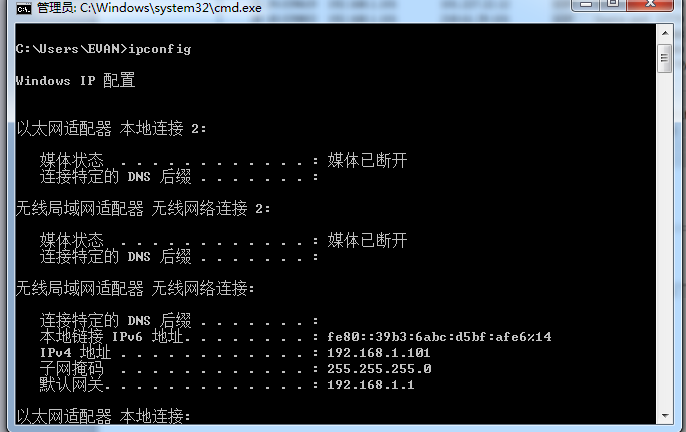 管理员: C:\Windows\system32\cmd.exe
C:\Users\EVAN>ipconfig
Windows IP 配置
以太网适配器 本地连接 2:
媒体状态 . . . . . . . . . . . . : 媒体已断开
连接特定的 DNS 后缀 . . . . . . . :
无线局域网适配器 无线网络连接 2:
媒体状态 . . . . . . . . . . . . : 媒体已断开
连接特定的 DNS 后缀 . . . . . . . :
无线局域网适配器 无线网络连接:
连接特定的 DNS 后缀 . . . . . . . :
本地链接 IPv6 地址. . . . . . . . : fe80::39b3:6abc:d5bf:afe6%14
IPv4 地址 . . . . . . . . . . . . : 192.168.1.101
子网掩码 . . . . . . . . . . . . : 255.255.255.0
默认网关. . . . . . . . . . . . . : 192.168.1.1
以太网适配器 本地连接: